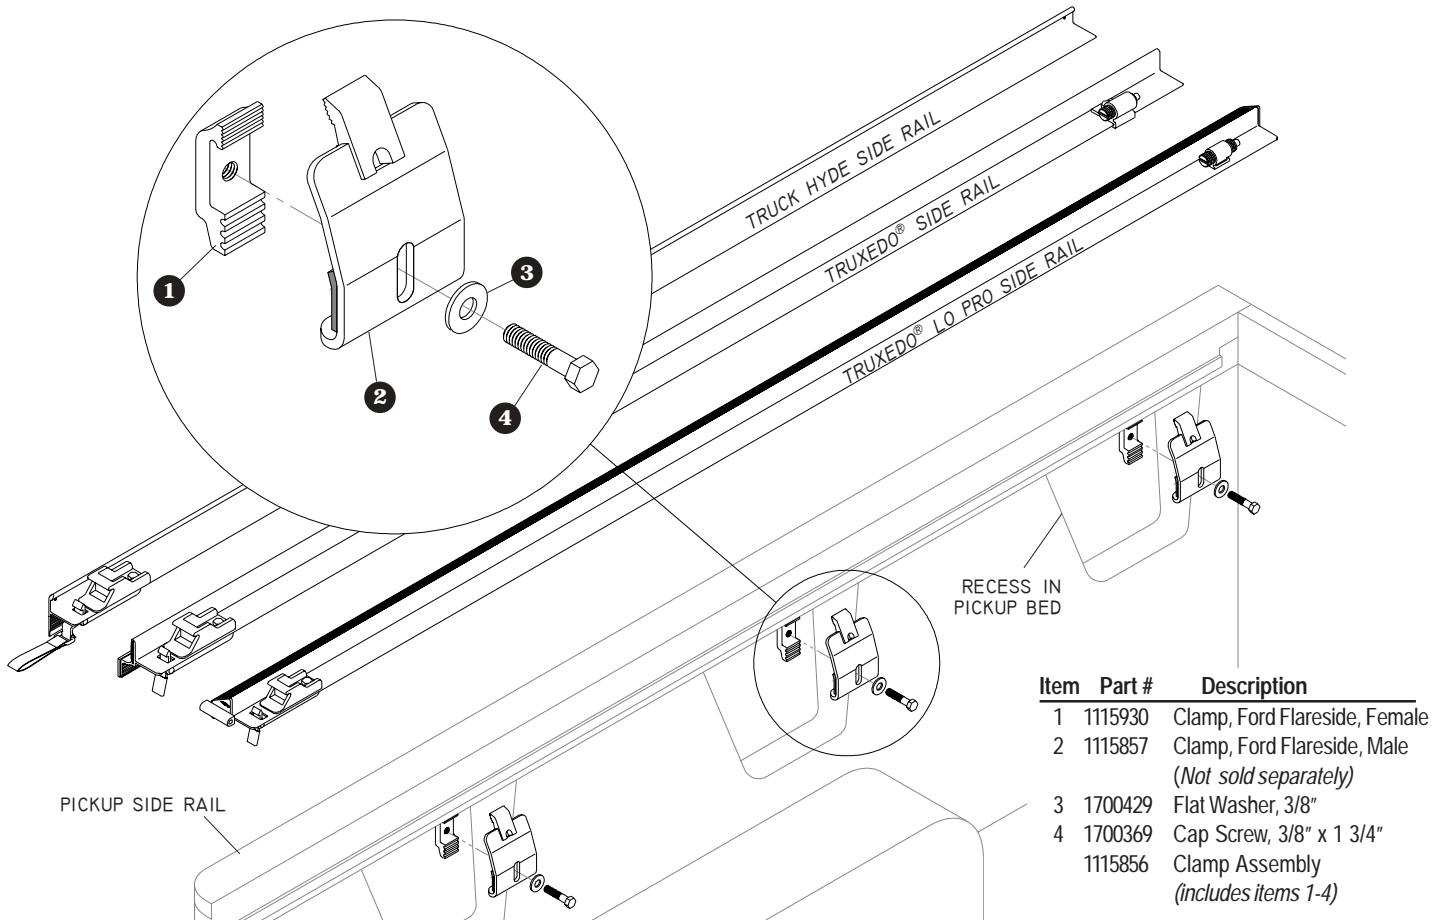 TRUCK HYDE SIDE RAIL
TRUXEDO® SIDE RAIL
TRUXEDO® LO PRO SIDE RAIL
1
3
2
4
RECESS IN
PICKUP BED
PICKUP SIDE RAIL
Item Part # Description
1 1115930 Clamp, Ford Flareside, Female
2 1115857 Clamp, Ford Flareside, Male
(Not sold separately)
3 1700429 Flat Washer, 3/8"
4 1700369 Cap Screw, 3/8" x 1 3/4"
1115856 Clamp Assembly
(includes items 1-4)